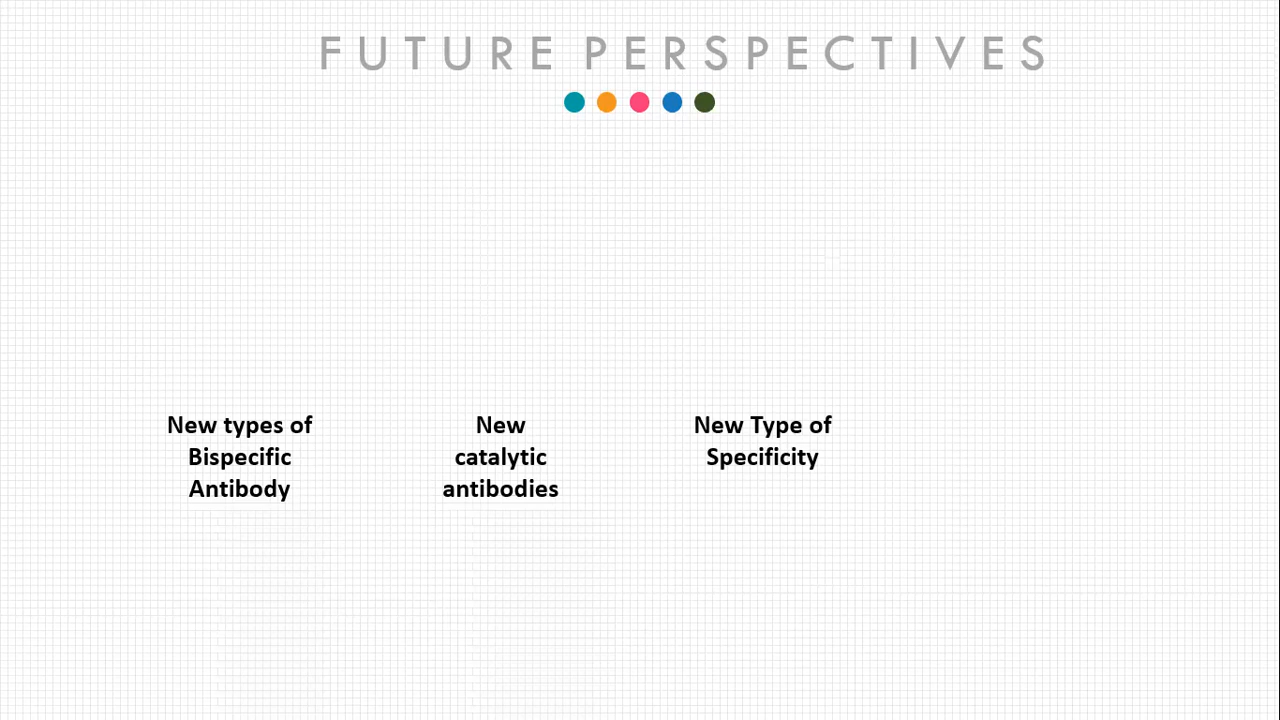 FUTURE PERSPECTIVES
New types of
Bispecific
Antibody
New
catalytic
antibodies
New Type of
Specificity